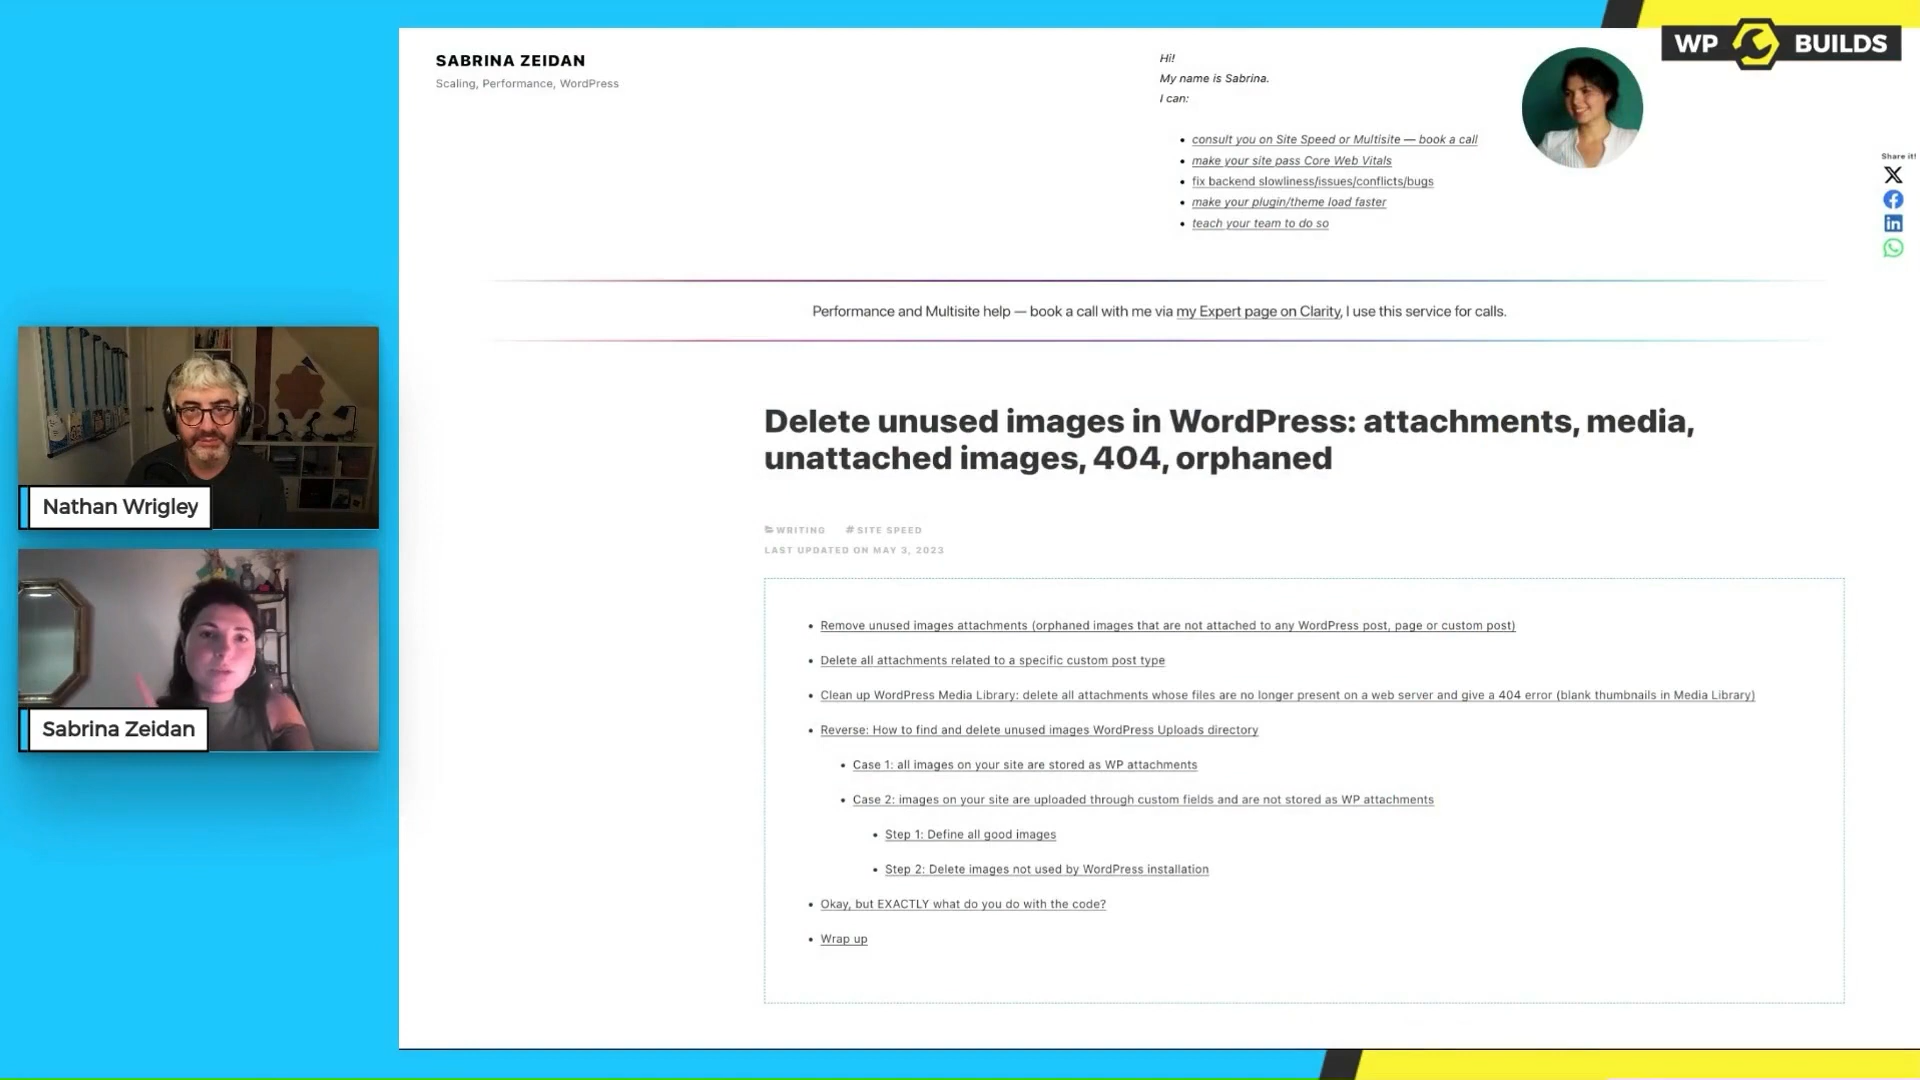 WP BUILDS
SABRINA ZEIDAN
Scaling, Performance, WordPress
Hi!
My name is Sabrina.
I can:
consult you on Site Speed or Multisite — book a call
make your site pass Core Web Vitals
fix backend slowliness/issues/conflicts/bugs
make your plugin/theme load faster
teach your team to do so
Share it!
Performance and Multisite help — book a call with me via my Expert page on Clarity, I use this service for calls.
Delete unused images in WordPress: attachments, media,
unattached images, 404, orphaned
WRITING #SITE SPEED
LAST UPDATED ON MAY 3, 2023
Remove unused images attachments (orphaned images that are not attached to any WordPress post, page or custom post)
Delete all attachments related to a specific custom post type
Clean up WordPress Media Library: delete all attachments whose files are no longer present on a web server and give a 404 error (blank thumbnails in Media Library)
Reverse: How to find and delete unused images WordPress Uploads directory
Case 1: all images on your site are stored as WP attachments
Case 2: images on your site are uploaded through custom fields and are not stored as WP attachments
Step 1: Define all good images
Step 2: Delete images not used by WordPress installation
Okay, but EXACTLY what do you do with the code?
Wrap up
Nathan Wrigley
Sabrina Zeidan